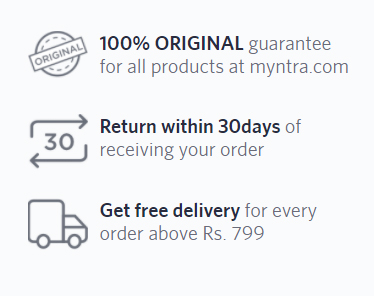 ORIGINAL
100% ORIGINAL guarantee
for all products at myntra.com
30
Return within 30days of
receiving your order
Get free delivery for every
order above Rs. 799